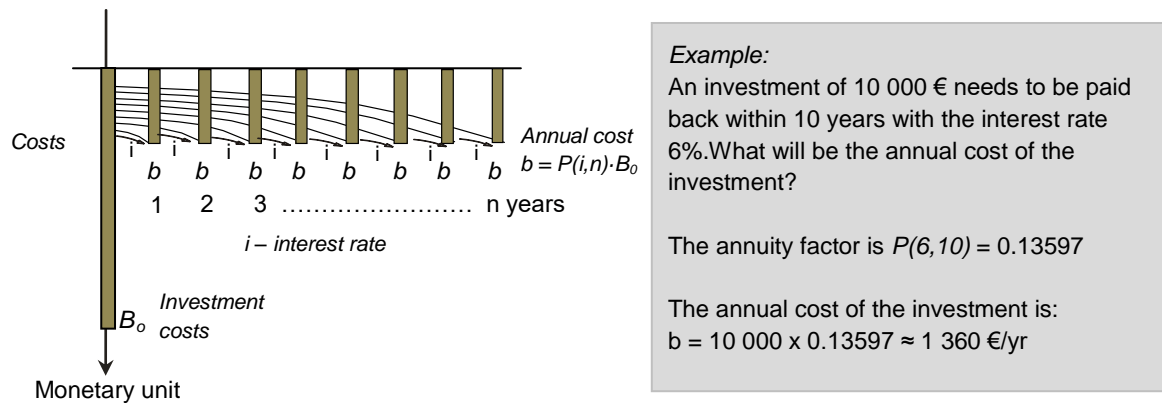 Costs
i i i i i i i i
b b b b b b b b
1 2 3 ........................ n years
i – interest rate
Annual cost
b = P(i,n)·B₀
Bₒ
Investment
costs
Monetary unit
Example:
An investment of 10 000 € needs to be paid
back within 10 years with the interest rate
6%.What will be the annual cost of the
investment?
The annuity factor is P(6,10) = 0.13597
The annual cost of the investment is:
b = 10 000 x 0.13597 ≈ 1 360 €/yr